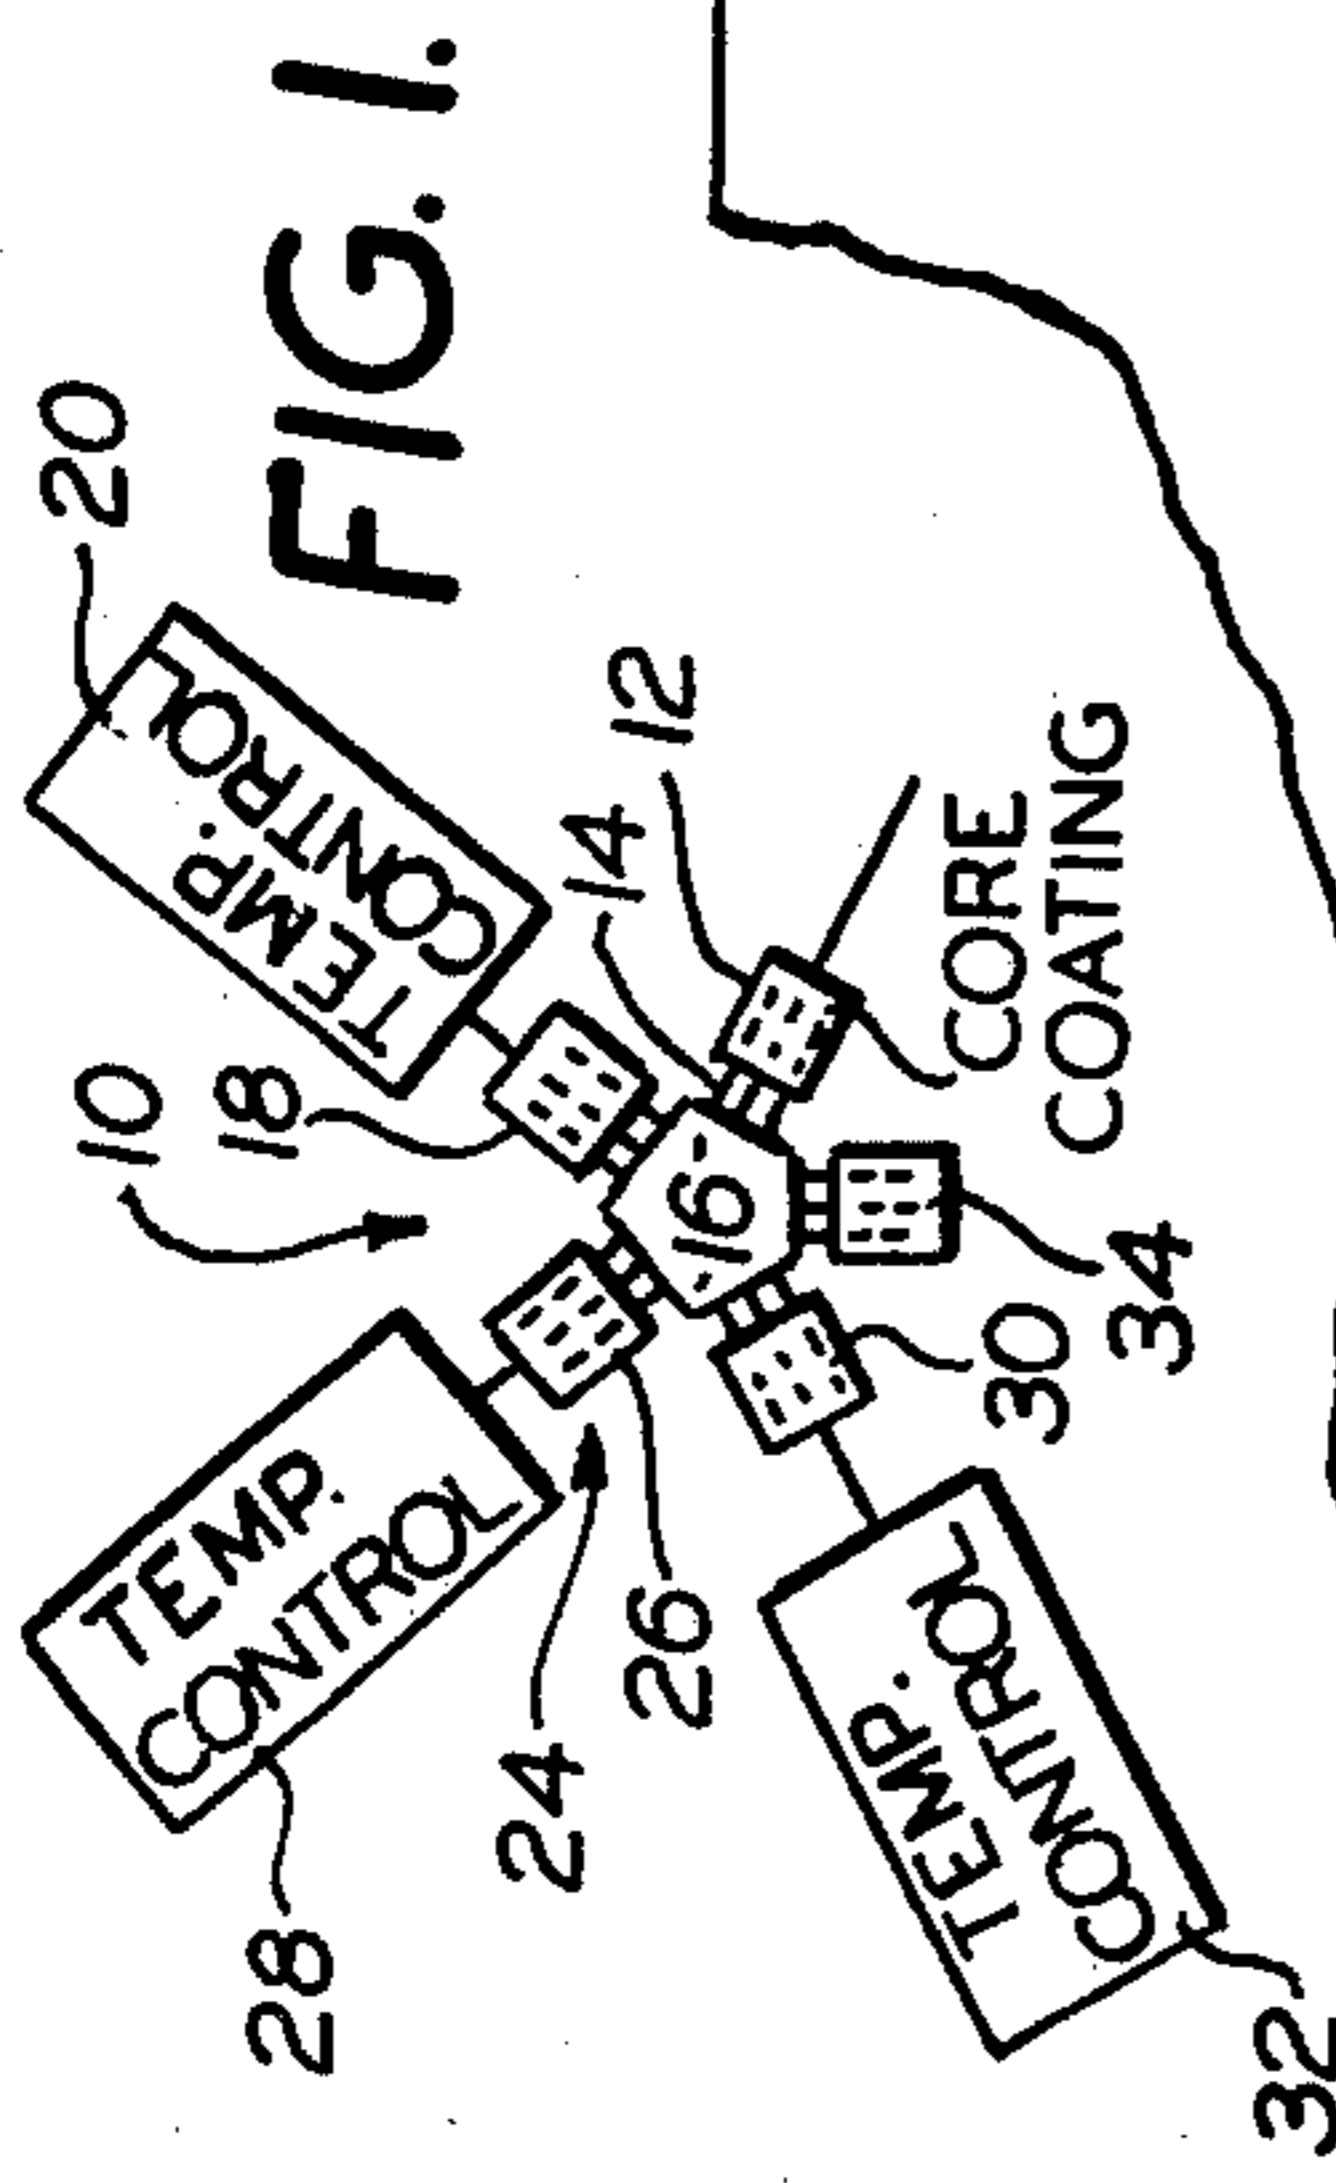 FIG. 1.
20
TEMP.
CONTROL
10
18
14
12
-16-
CORE
COATING
TEMP.
CONTROL
28
24
26
30
34
TEMP.
CONTROL
32